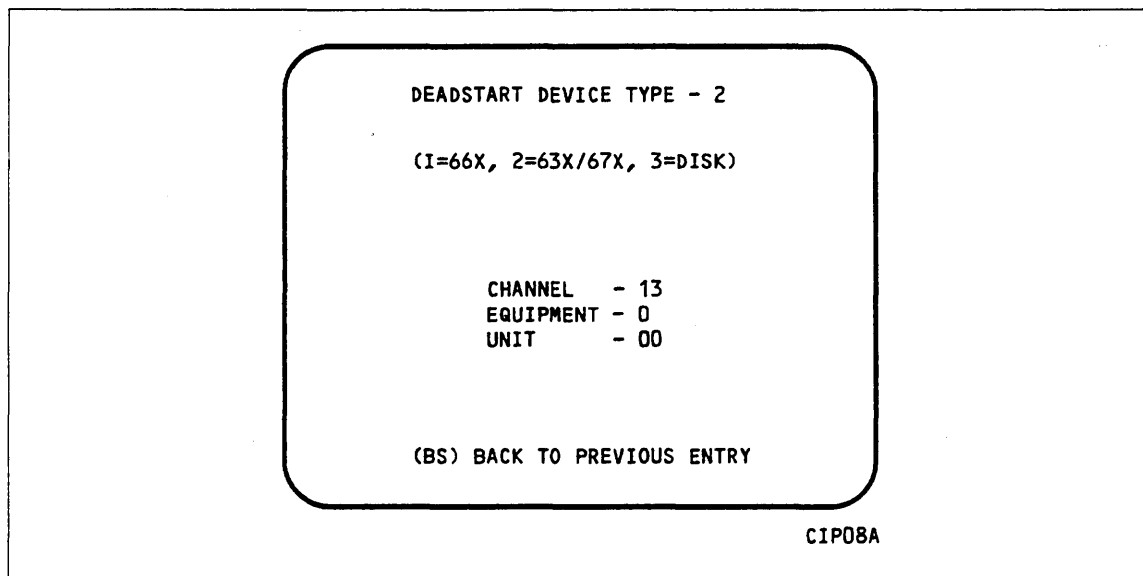 DEADSTART DEVICE TYPE - 2
(I=66X, 2=63X/67X, 3=DISK)
CHANNEL - 13
EQUIPMENT - 0
UNIT - 00
(BS) BACK TO PREVIOUS ENTRY
CIP08A